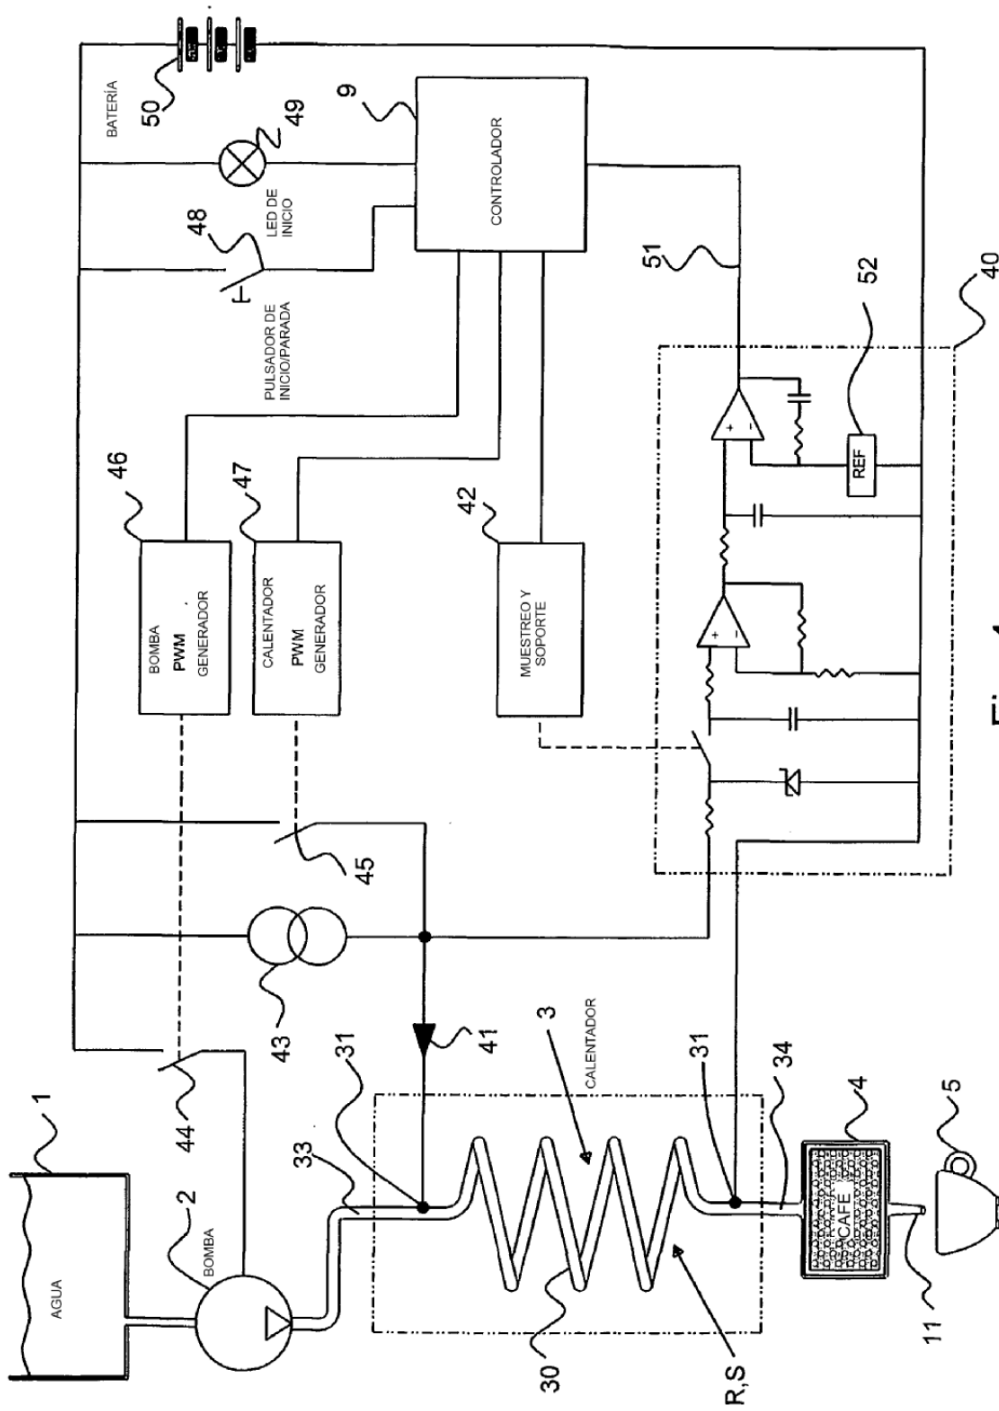 AGUA
1
BOMBA
2
44
33
43
31
46
BOMBA
PWM
GENERADOR
47
CALENTADOR
PWM
GENERADOR
PULSADOR DE
INICIO/PARADA
48
LED DE
INICIO
49
BATERÍA
50
45
9
CONTROLADOR
41
3
CALENTADOR
30
R,S
42
MUESTREO Y
SOPORTE
51
31
34
+
-
+
-
REF
52
CAFE
4
11
5
40